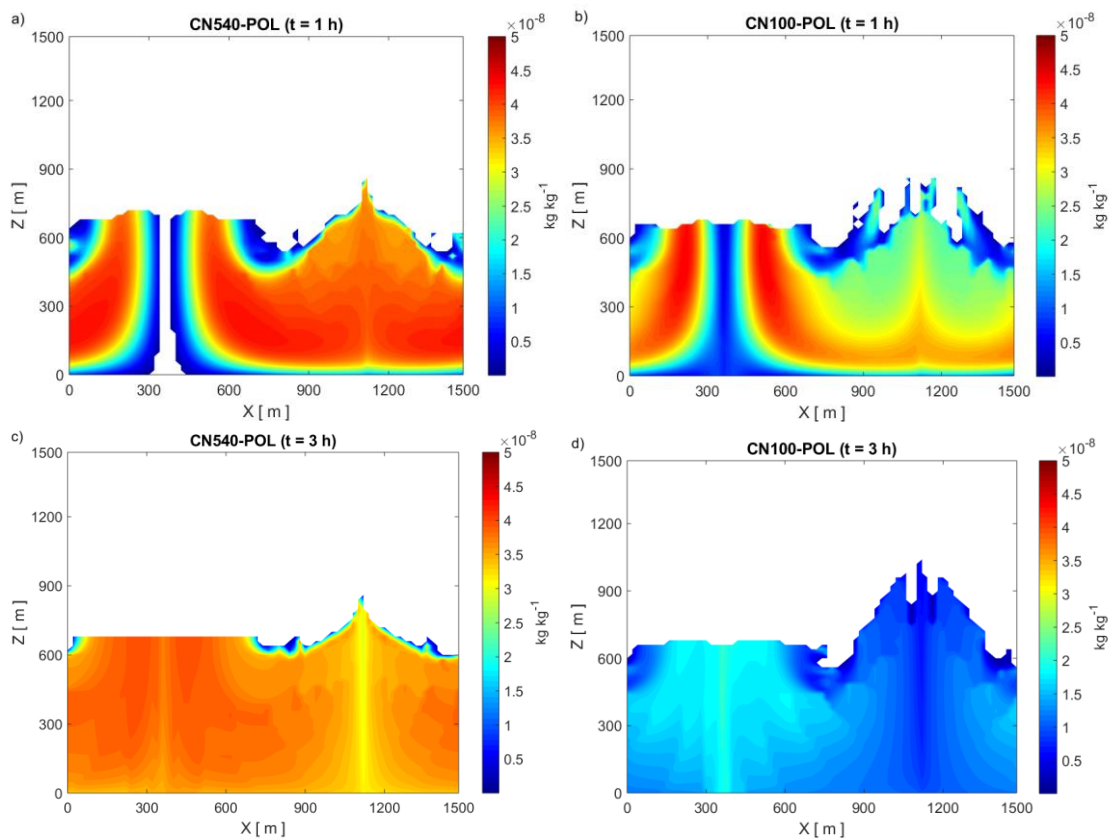 a)
CN540-POL (t = 1 h)
×10⁻⁸
1500
1200
900
600
300
0
Z [ m ]
0 300 600 900 1200 1500
X [ m ]
5
4.5
4
3.5
3
2.5
2
1.5
1
0.5
kg kg⁻¹
b)
CN100-POL (t = 1 h)
×10⁻⁸
1500
1200
900
600
300
0
Z [ m ]
0 300 600 900 1200 1500
X [ m ]
5
4.5
4
3.5
3
2.5
2
1.5
1
0.5
kg kg⁻¹
c)
CN540-POL (t = 3 h)
×10⁻⁸
1500
1200
900
600
300
0
Z [ m ]
0 300 600 900 1200 1500
X [ m ]
5
4.5
4
3.5
3
2.5
2
1.5
1
0.5
kg kg⁻¹
d)
CN100-POL (t = 3 h)
×10⁻⁸
1500
1200
900
600
300
0
Z [ m ]
0 300 600 900 1200 1500
X [ m ]
5
4.5
4
3.5
3
2.5
2
1.5
1
0.5
kg kg⁻¹